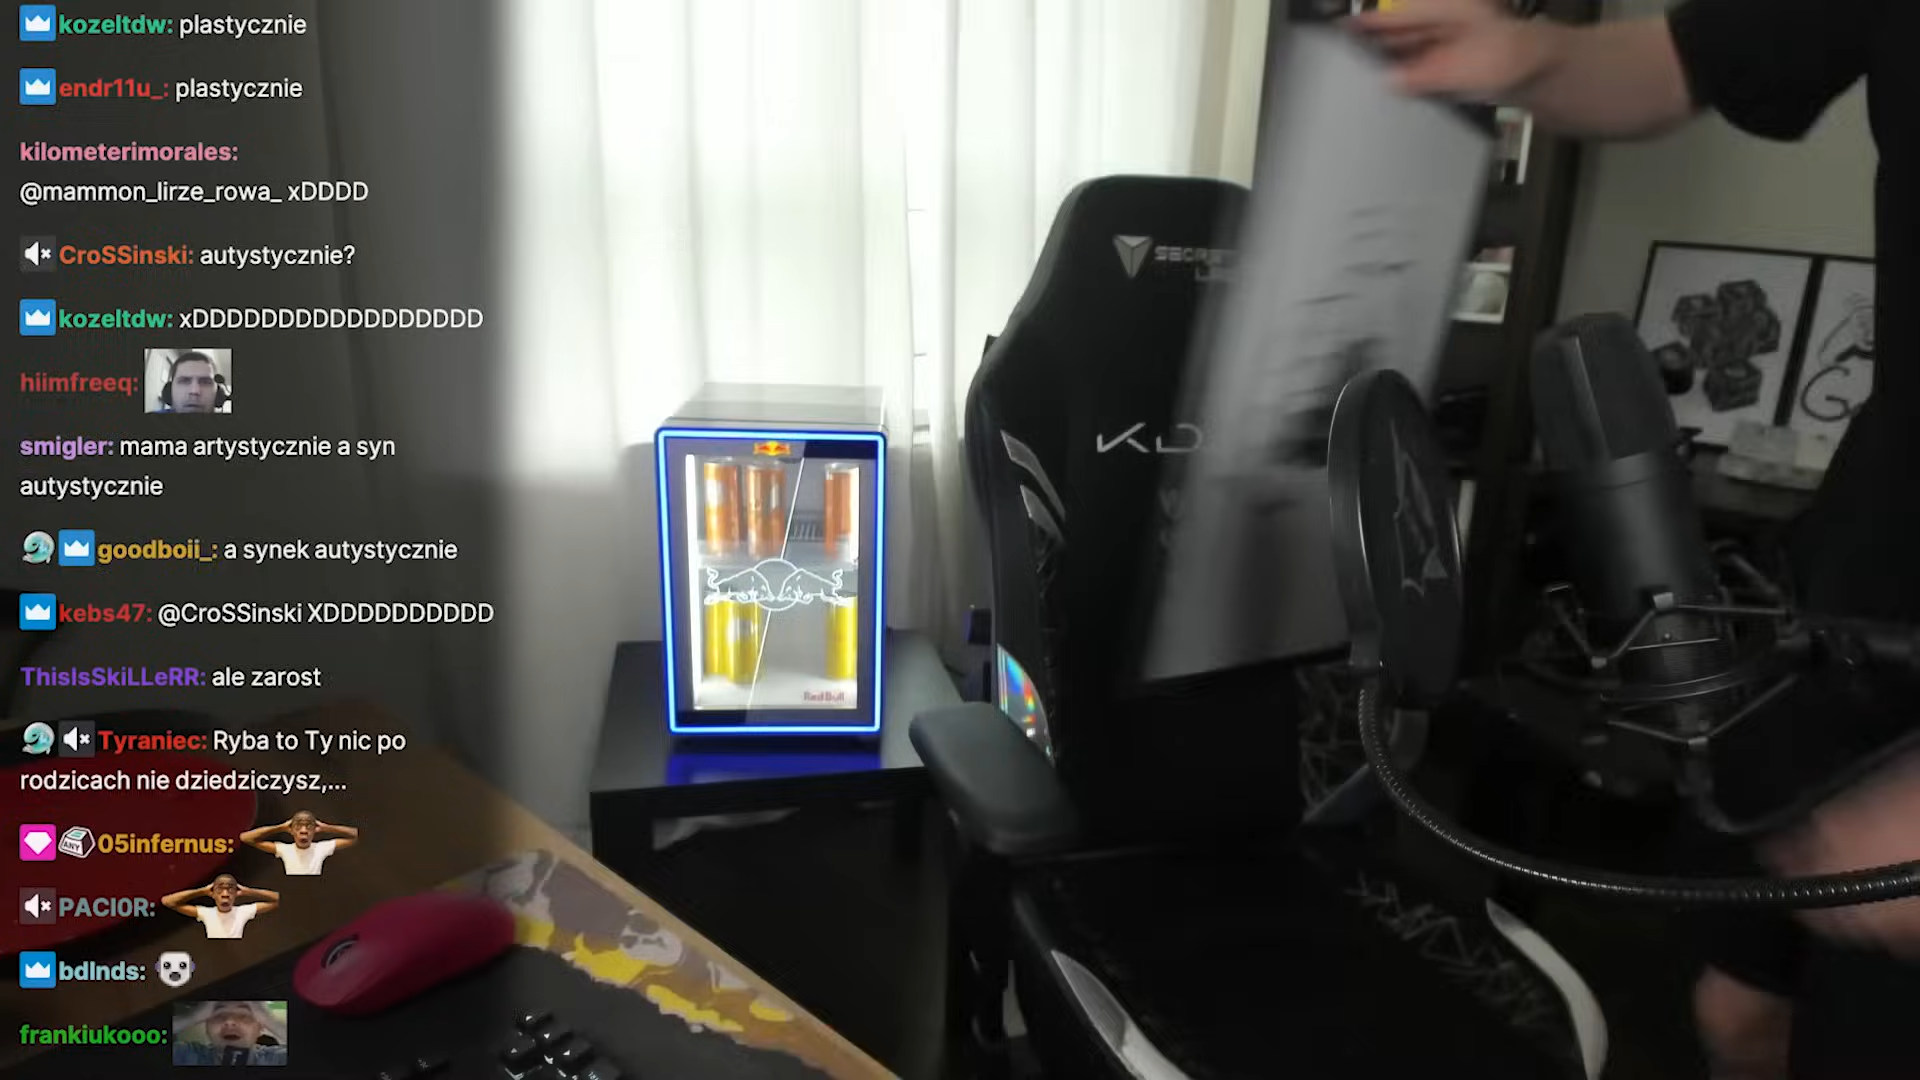 kozeltdw: plastycznie
endr11u_: plastycznie
kilometerimorales:
@mammon_lirze_rowa_ xDDDD
CroSSinski: autystycznie?
kozeltdw: xDDDDDDDDDDDDDDDDD
hiimfreeq:
smigler: mama artystycznie a syn
autystycznie
goodboii_: a synek autystycznie
kebs47: @CroSSinski XDDDDDDDDDD
ThisIsSkiLLeRR: ale zarost
Tyraniec: Ryba to Ty nic po
rodzicach nie dziedziczysz,...
ANY 05infernus:
PACI0R:
bdlnds:
frankiukooo:
Red Bull